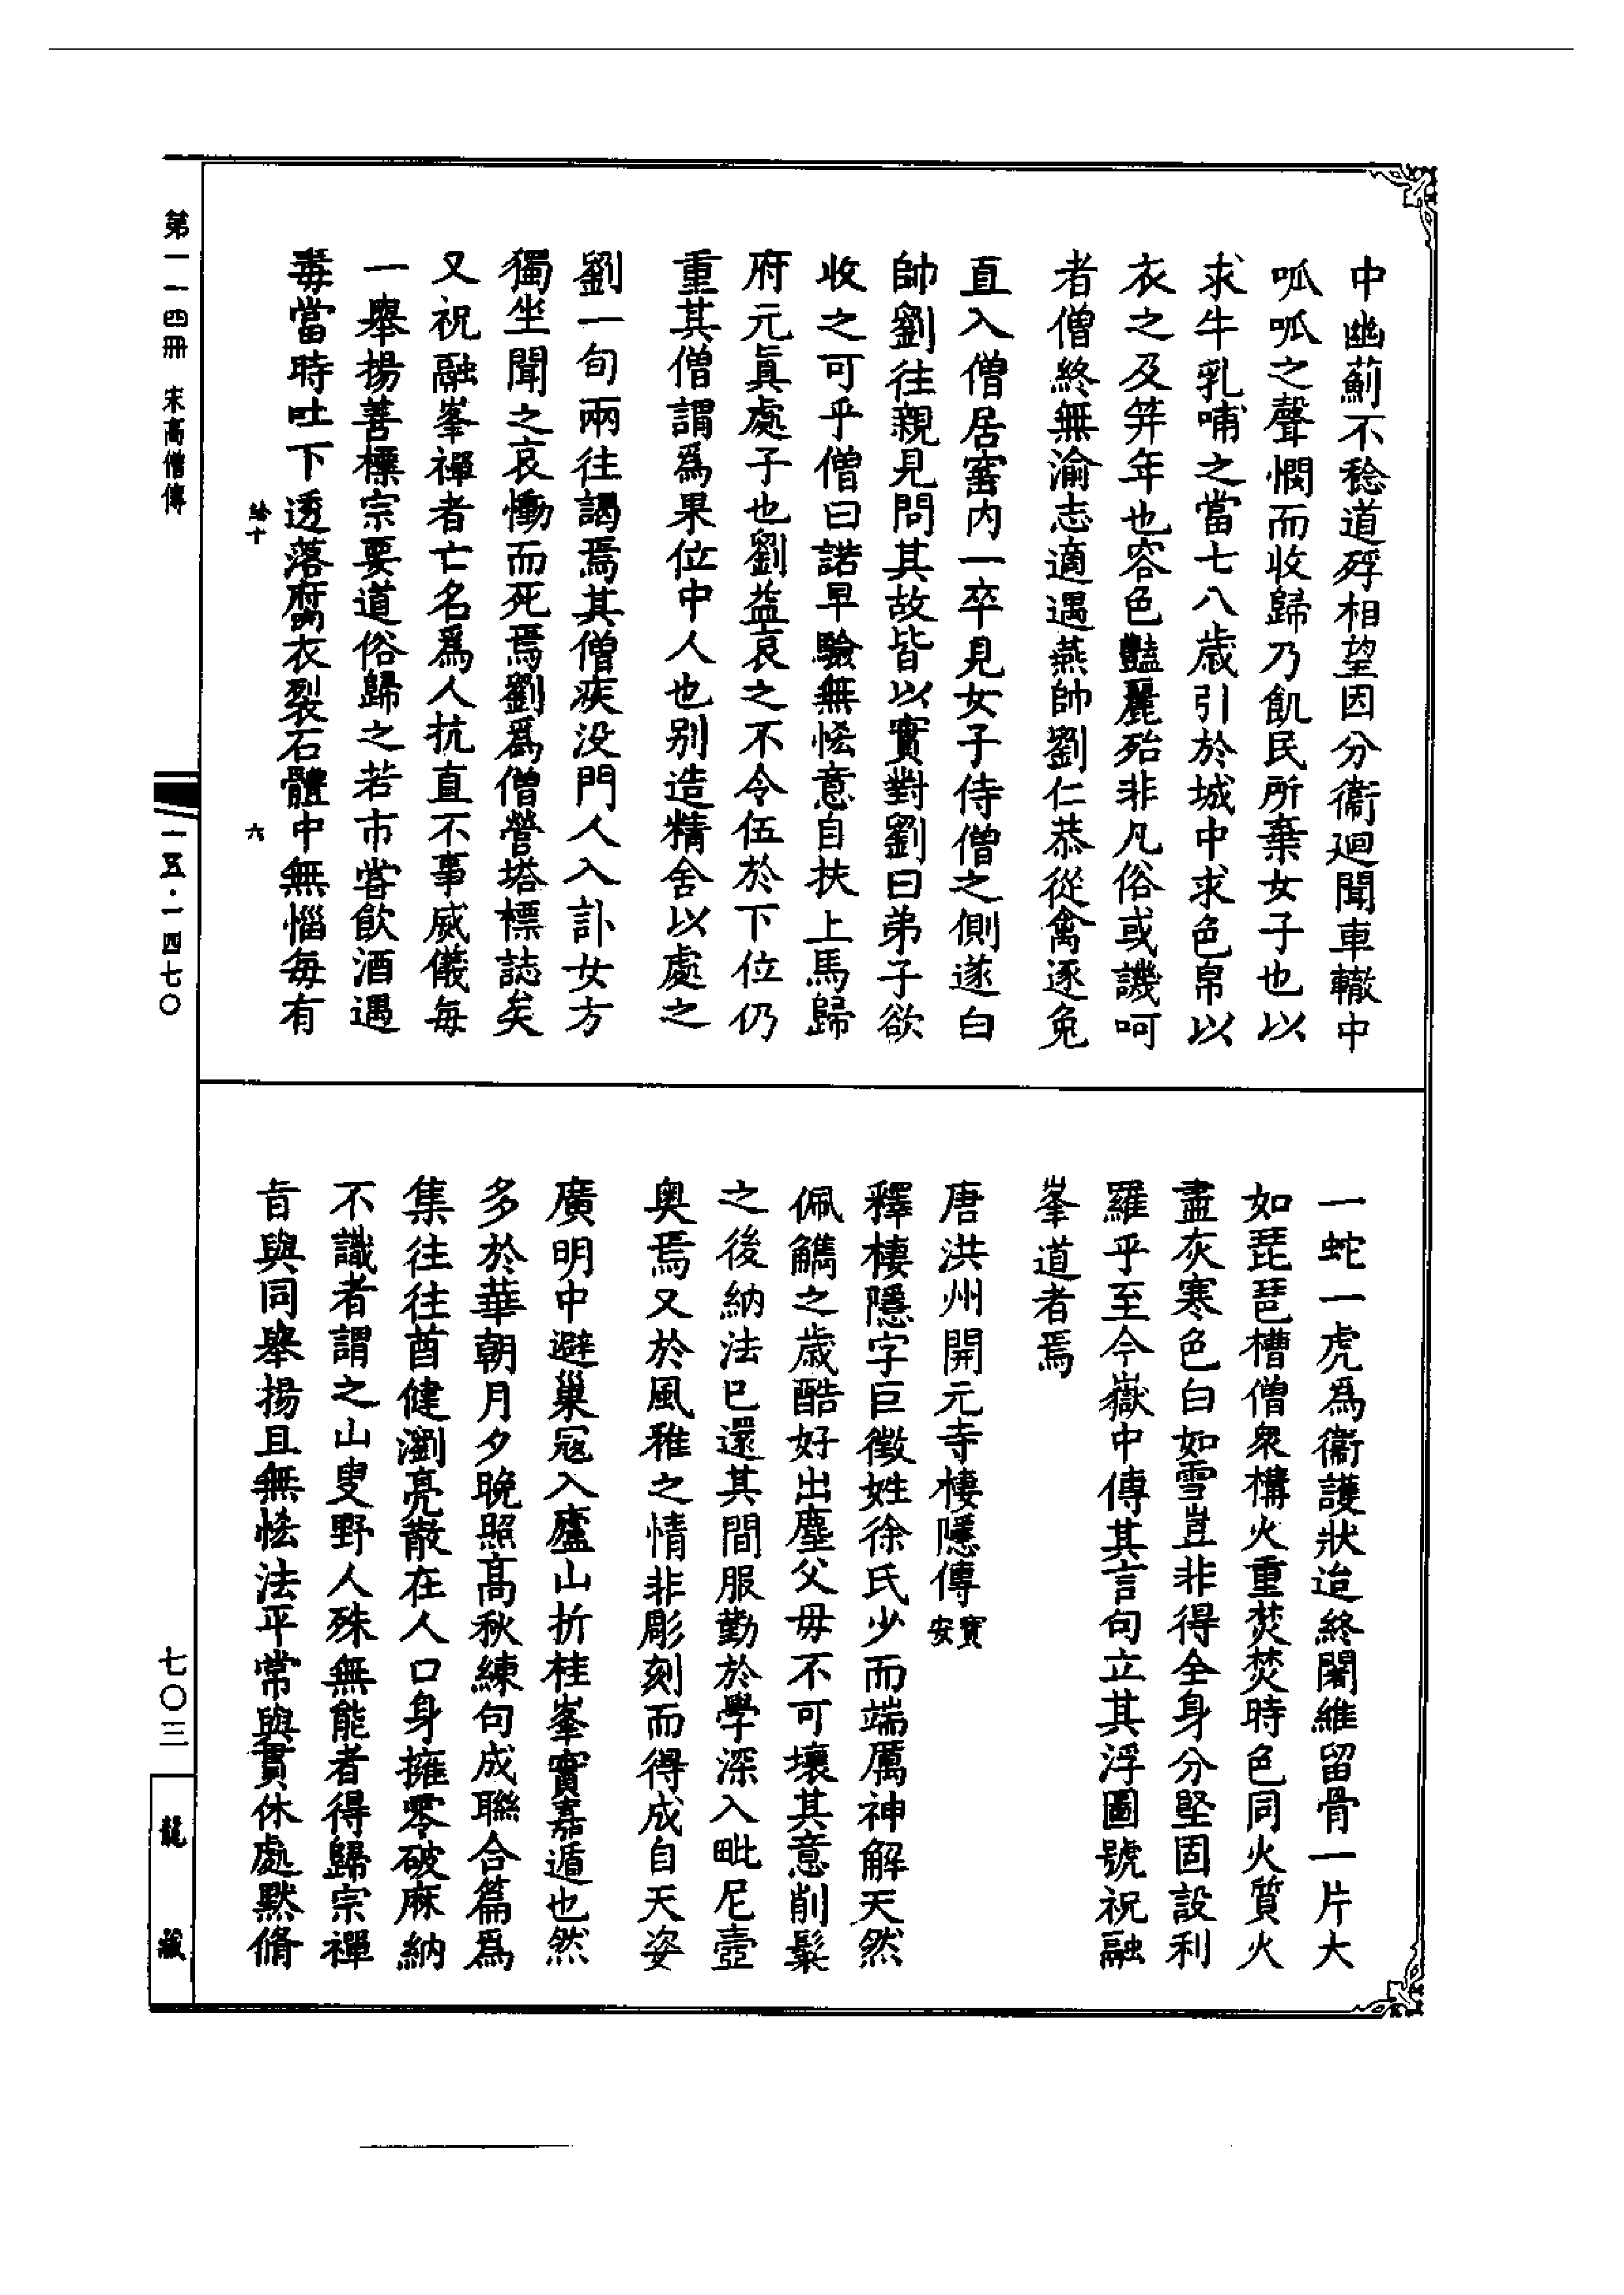 中幽薊不稔道殍相望因分衞迴聞車轍中
呱呱之聲憫而收歸乃飢民所棄女子也以
求牛乳哺之當七八歲引於城中求色帛以
衣之及笄年也容色豔麗殆非凡俗或譏呵
者僧終無渝志適遇燕帥劉仁恭從禽逐兔
直入僧居窰內一卒見女子侍僧之側遂白
帥劉往親見問其故皆以實對劉曰弟子欲
收之可乎僧曰諾早驗無恡意自扶上馬歸
府元眞處子也劉益哀之不令伍於下位仍
重其僧謂爲果位中人也别造精舍以處之
劉一旬兩往謁焉其僧疾没門人入訃女方
獨坐聞之哀慟而死焉劉爲僧營塔標誌矣
又祝融峯禪者亡名爲人抗直不事威儀每
一舉揚善標宗要道俗歸之若市嘗飲酒遇
毒當時吐下透落腐衣裂石體中無惱每有
一蛇一虎爲衞護狀迨終闍維留骨一片大
如琵琶槽僧衆構火重焚焚時色同火質火
盡灰寒色白如雪豈非得全身分堅固設利
羅乎至今嶽中傳其言句立其浮圖號祝融
峯道者焉
唐洪州開元寺棲隱傳 寶安
釋棲隱字巨徵姓徐氏少而端厲神解天然
佩觿之歲酷好出塵父毋不可壞其意削髮
之後納法已還其間服勤於學深入毗尼壼
奥焉又於風雅之情非彫刻而得成自天姿
廣明中避巢寇入廬山折桂峯實嘉遁也然
多於華朝月夕晚照高秋練句成聯合篇爲
集往往酋健瀏亮散在人口身擁零破麻納
不識者謂之山叟野人殊無能者得歸宗禪
旨與同舉揚且無恡法平常與貫休處默脩
第一一四冊 宋高僧傳
給十
六
一五·一四七〇
七〇三
龍藏